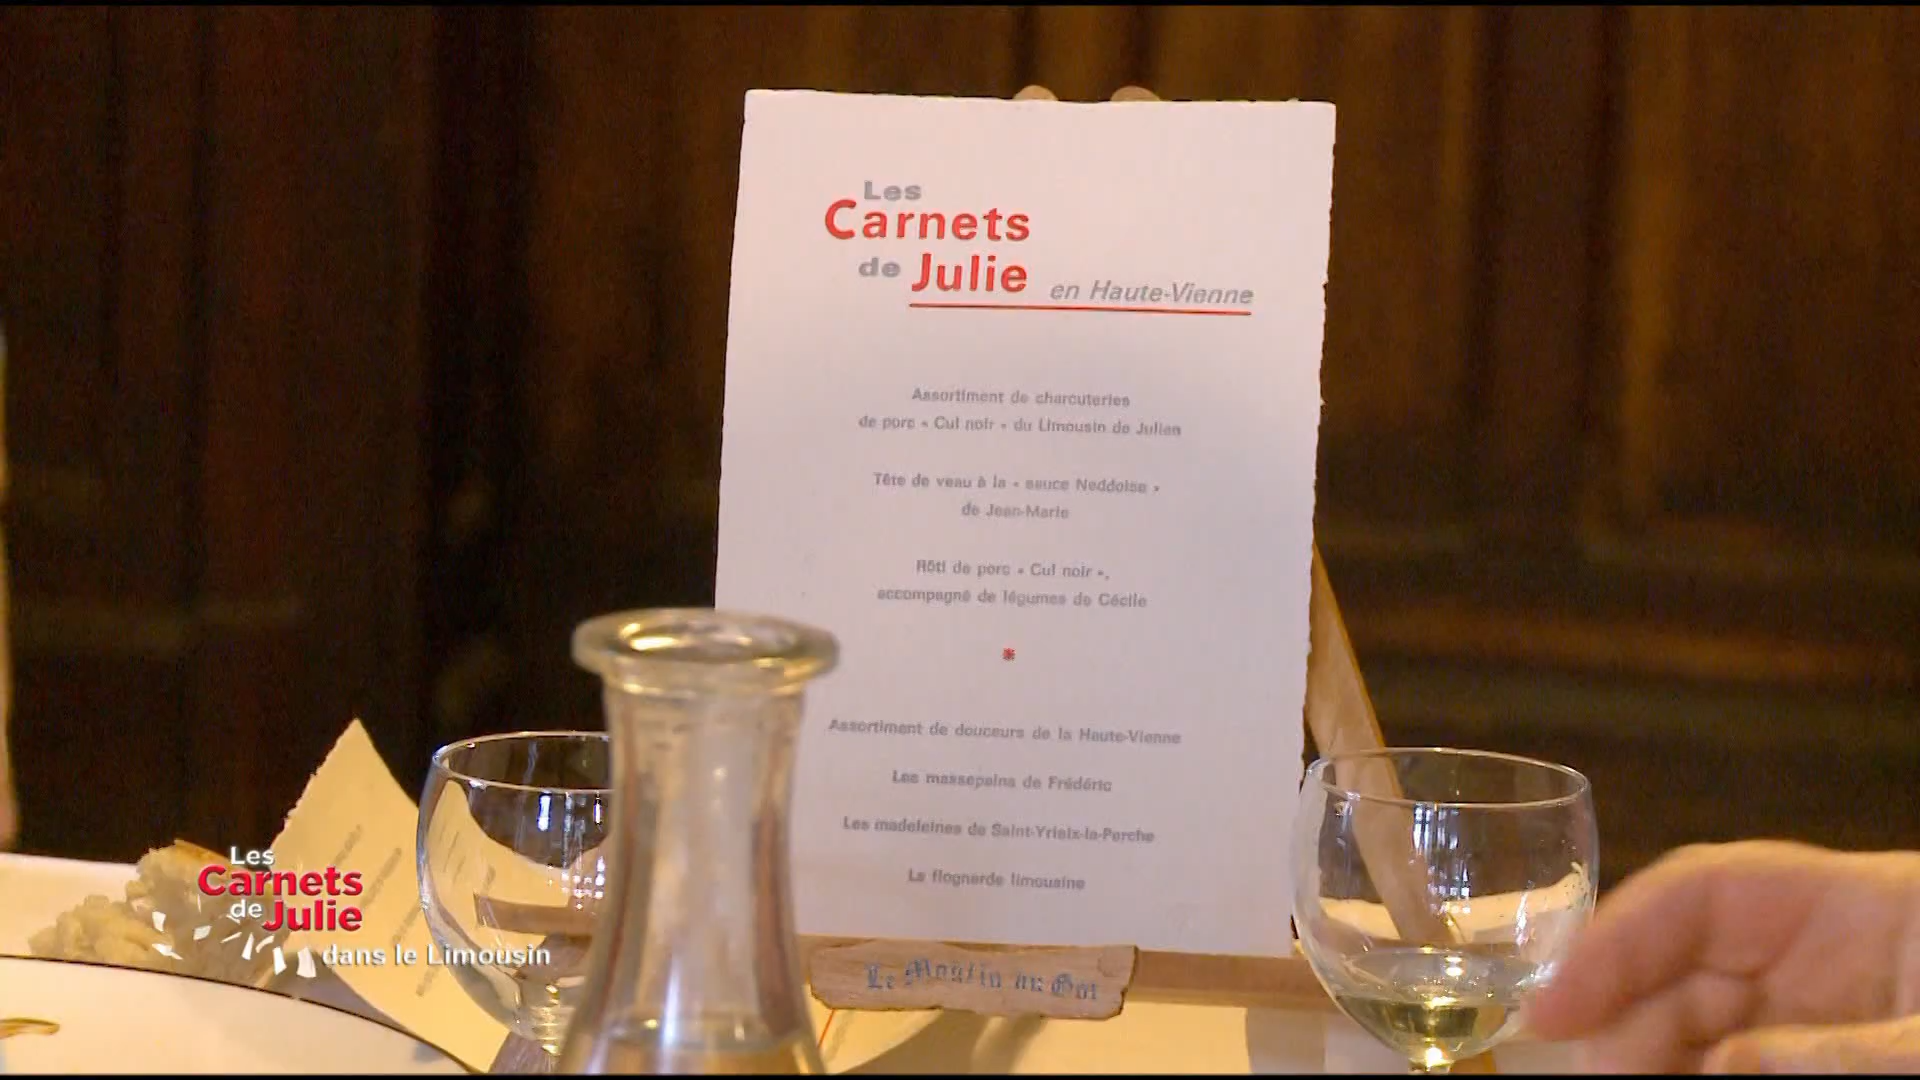 Les
Carnets
de Julie en Haute-Vienne
Assortiment de charcuteries
de porc « Cul noir » du Limousin de Julien
Tête de veau à la « sauce Neddoise »
de Jean-Marie
Rôti de porc « Cul noir »,
accompagné de légumes de Cécile
Assortiment de douceurs de la Haute-Vienne
Les massepains de Frédéric
Les madeleines de Saint-Yrieix-la-Perche
La flognarde limousine
Le Moulin au Got
Les
Carnets
de Julie
dans le Limousin